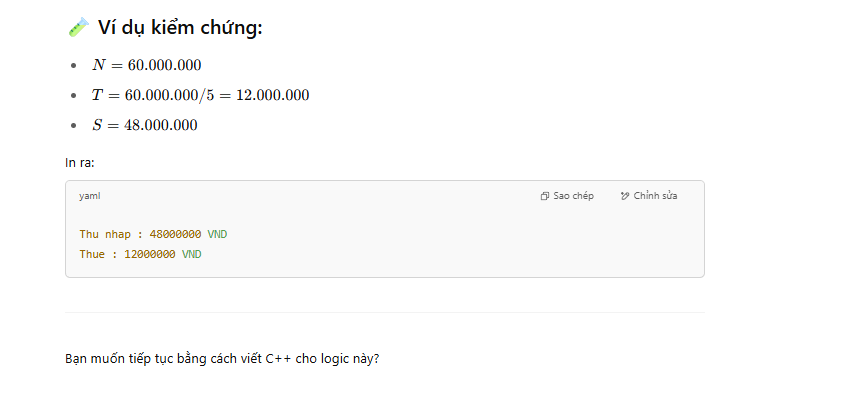 Ví dụ kiểm chứng:
N = 60.000.000
T = 60.000.000/5 = 12.000.000
S = 48.000.000
In ra:
yaml Sao chép Chỉnh sửa
Thu nhap : 48000000 VND
Thue : 12000000 VND
Bạn muốn tiếp tục bằng cách viết C++ cho logic này?